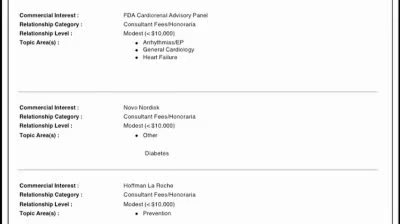 Commercial Interest : FDA Cardiorenal Advisory Panel
Relationship Category : Consultant Fees/Honoraria
Relationship Level : Modest (< $10,000)
Topic Area(s) : • Arrhythmias/EP
• General Cardiology
• Heart Failure
Commercial Interest : Novo Nordisk
Relationship Category : Consultant Fees/Honoraria
Relationship Level : Modest (< $10,000)
Topic Area(s) : • Other
Diabetes
Commercial Interest : Hoffman La Roche
Relationship Category : Consultant Fees/Honoraria
Relationship Level : Modest (< $10,000)
Topic Area(s) : • Prevention